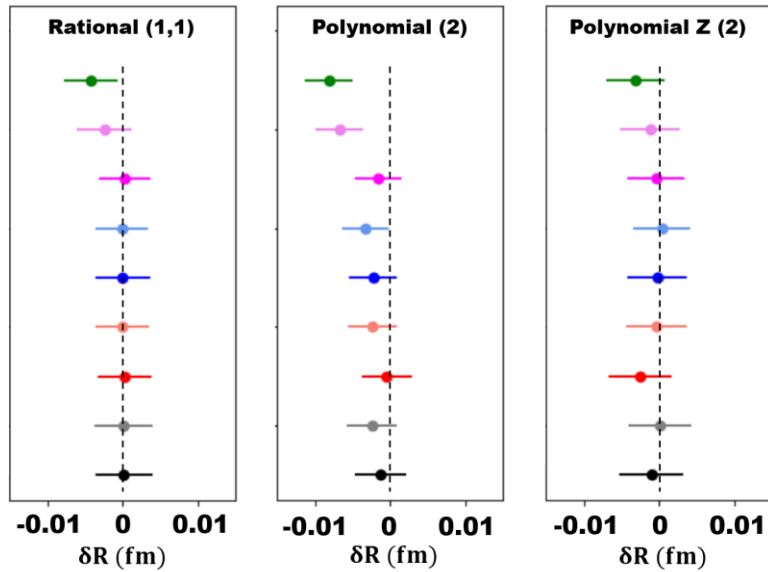 Rational (1,1)
Polynomial (2)
Polynomial Z (2)
-0.01 0 0.01
-0.01 0 0.01
-0.01 0 0.01
δR (fm)
δR (fm)
δR (fm)